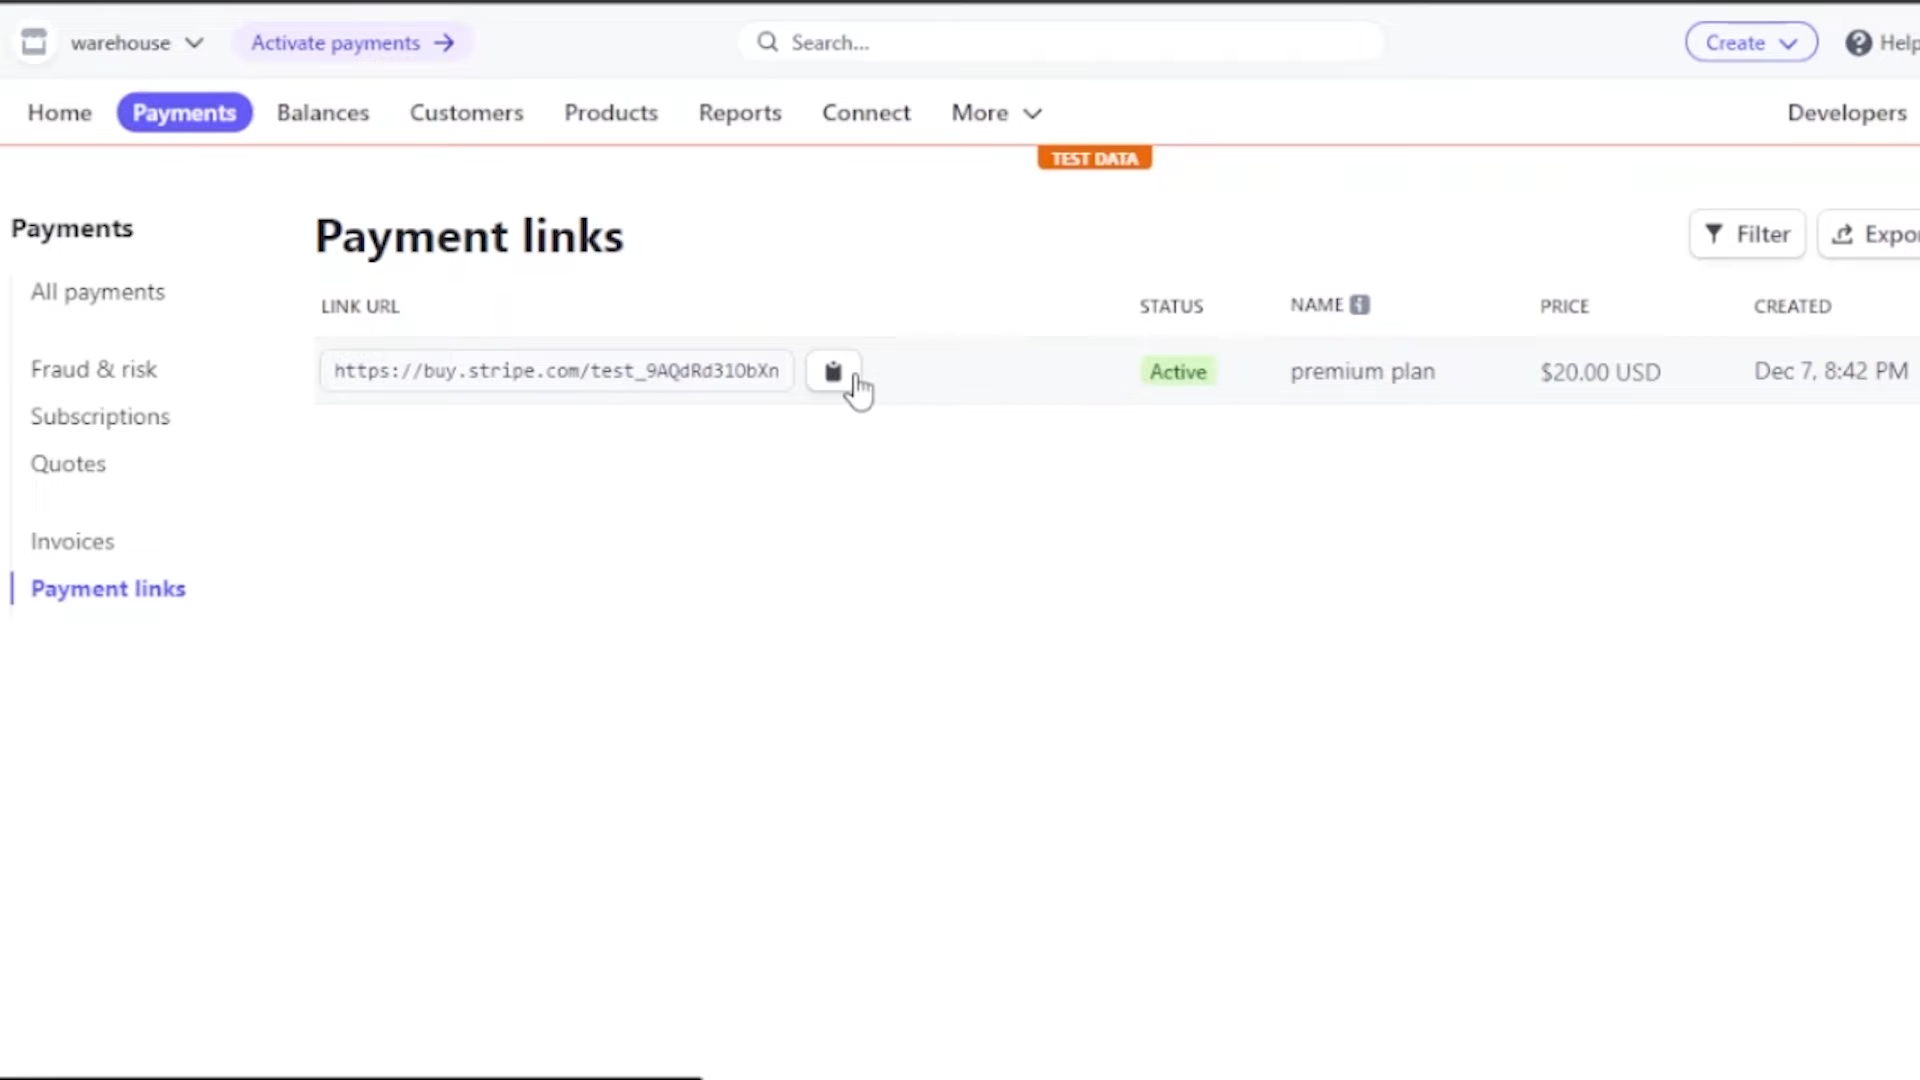 warehouse
Activate payments
Search...
Create
Help
Home
Payments
Balances
Customers
Products
Reports
Connect
More
Developers
TEST DATA
Payments
All payments
Fraud & risk
Subscriptions
Quotes
Invoices
Payment links
Payment links
Filter
Expor
LINK URL
STATUS
NAME
PRICE
CREATED
https://buy.stripe.com/test_9AQdRd31ObXn
Active
premium plan
$20.00 USD
Dec 7, 8:42 PM